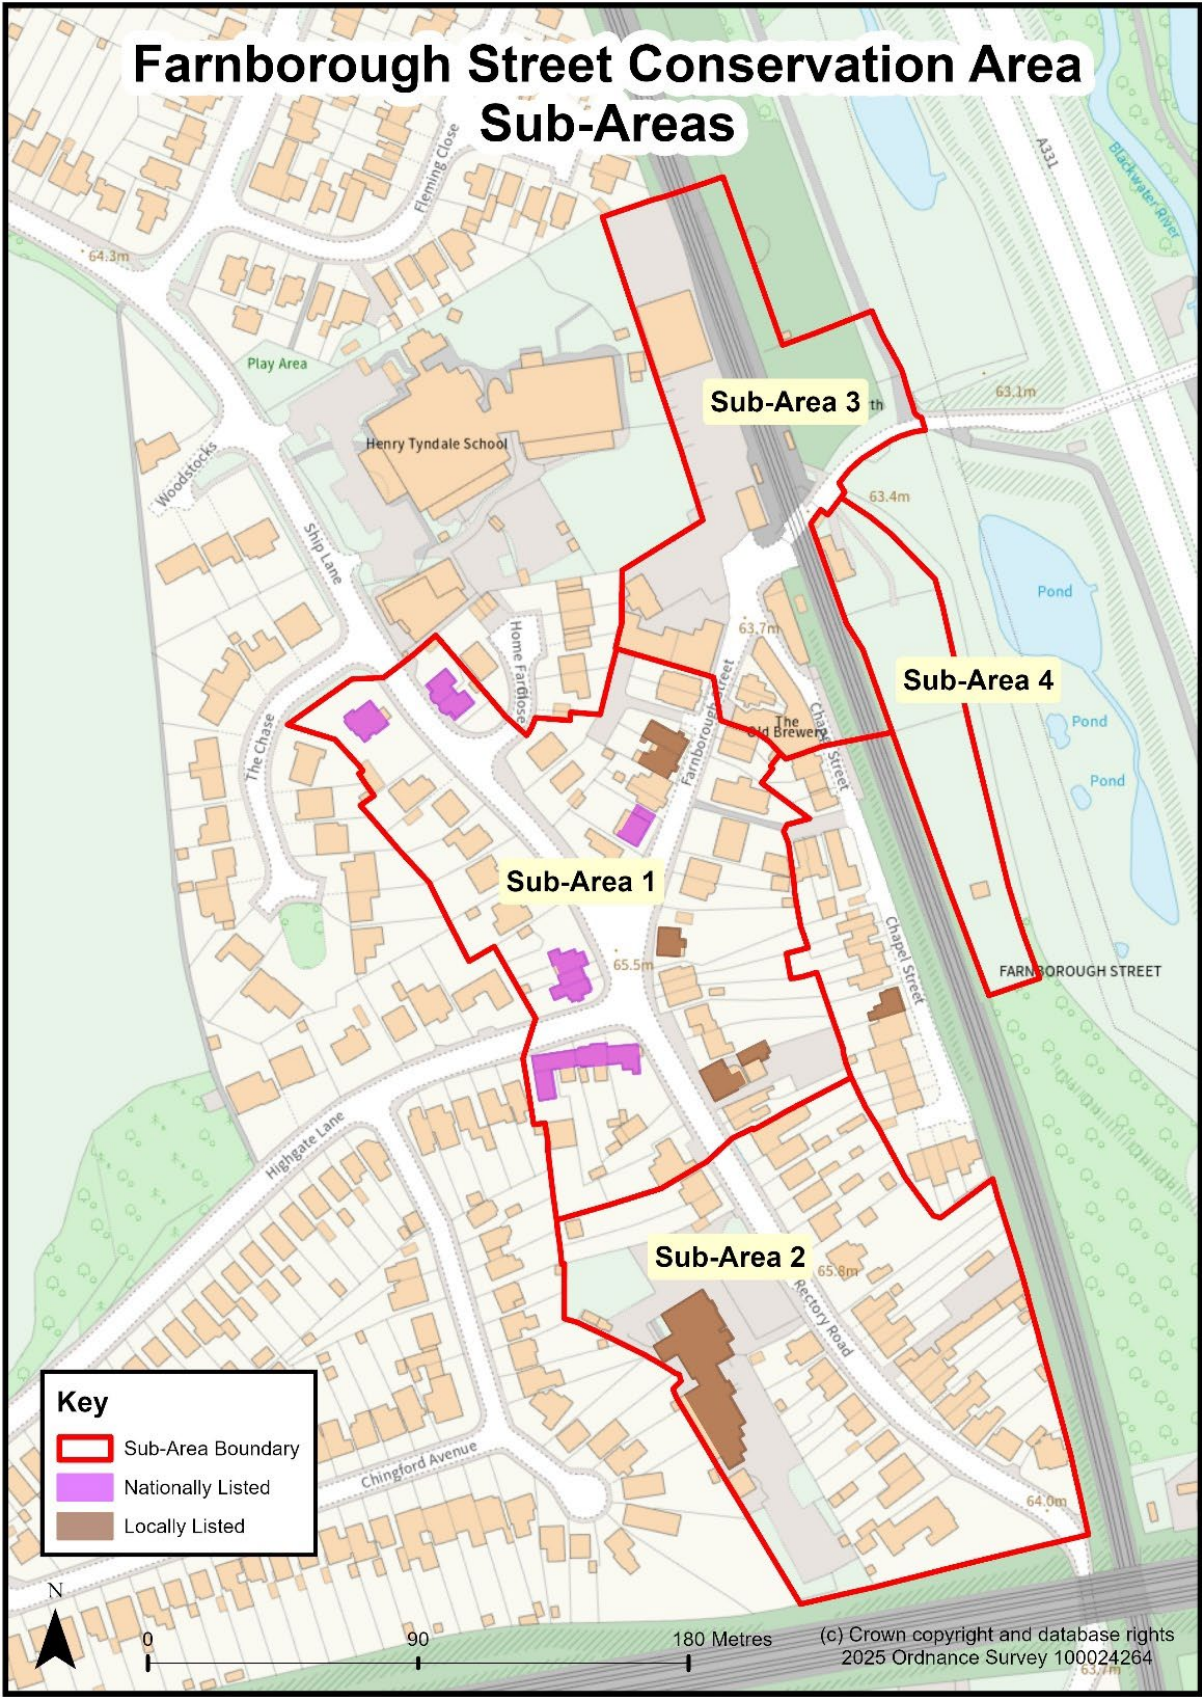 Farnborough Street Conservation Area
Sub-Areas
Fleming Close
A331
Blackwater River
64.3m
Play Area
Sub-Area 3
th
63.1m
Henry Tyndale School
Woodstocks
63.4m
Ship Lane
Pond
Home Farm Close
63.7m
Sub-Area 4
Farnborough Street
The Chase
The
Old Brewery
Chapel Street
Pond
Pond
Sub-Area 1
Chapel Street
65.5m
FARNBOROUGH STREET
Highgate Lane
Sub-Area 2
65.8m
Rectory Road
Key
Sub-Area Boundary
Nationally Listed
Locally Listed
Chingford Avenue
64.0m
N
0 90 180 Metres
(c) Crown copyright and database rights
2025 Ordnance Survey 100024264
63.7m